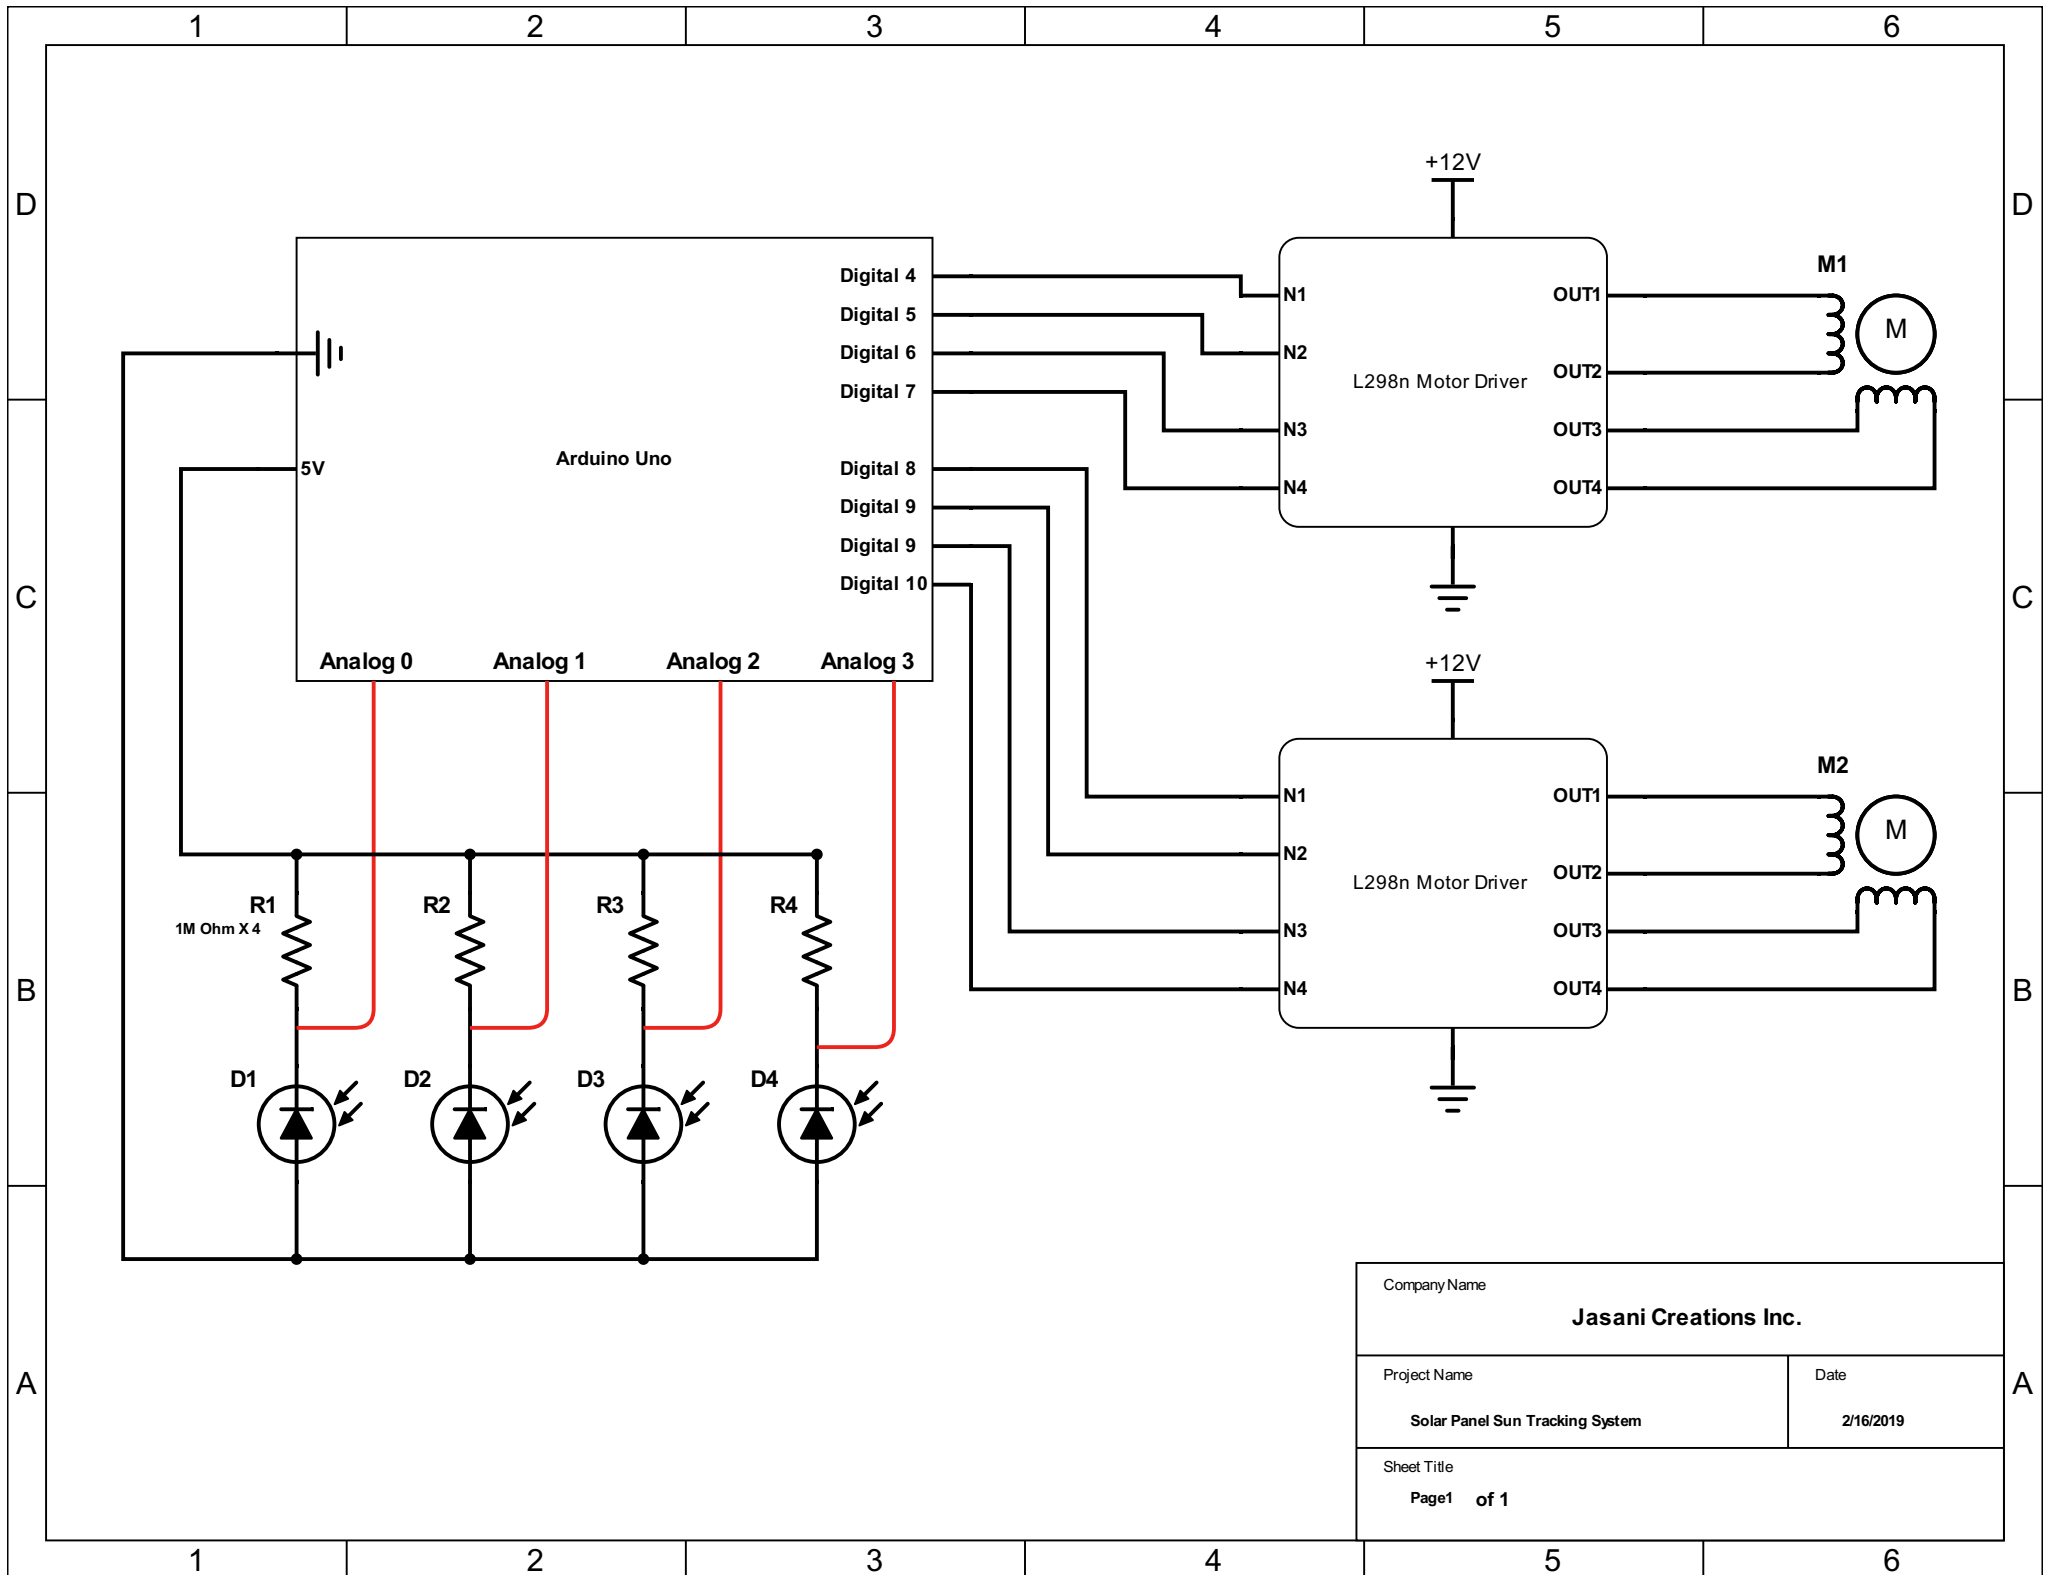 1 2 3 4 5 6
D D
+12V
M1
M
Digital 4
Digital 5
Digital 6
Digital 7
Digital 8
Digital 9
Digital 9
Digital 10
5V
Arduino Uno
Analog 0 Analog 1 Analog 2 Analog 3
N1
N2
N3
N4
L298n Motor Driver
OUT1
OUT2
OUT3
OUT4
C C
+12V
M2
M
N1
N2
N3
N4
L298n Motor Driver
OUT1
OUT2
OUT3
OUT4
R1 R2 R3 R4
1M Ohm X 4
B B
D1 D2 D3 D4
Company Name
Jasani Creations Inc.
Project Name
Solar Panel Sun Tracking System
Date
2/16/2019
Sheet Title
Page1 of 1
A A
1 2 3 4 5 6